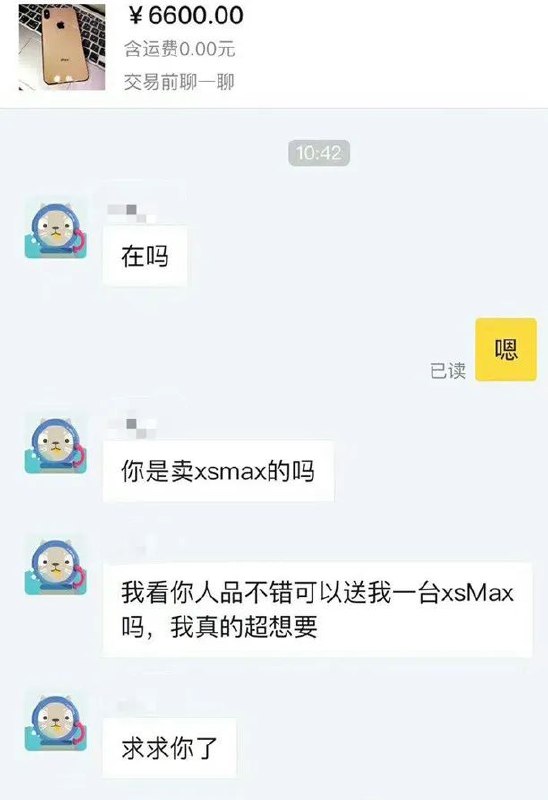 ￥6600.00
含运费0.00元
交易前聊一聊
10:42
在吗
嗯
已读
你是卖xsmax的吗
我看你人品不错可以送我一台xsMax
吗，我真的超想要
求求你了